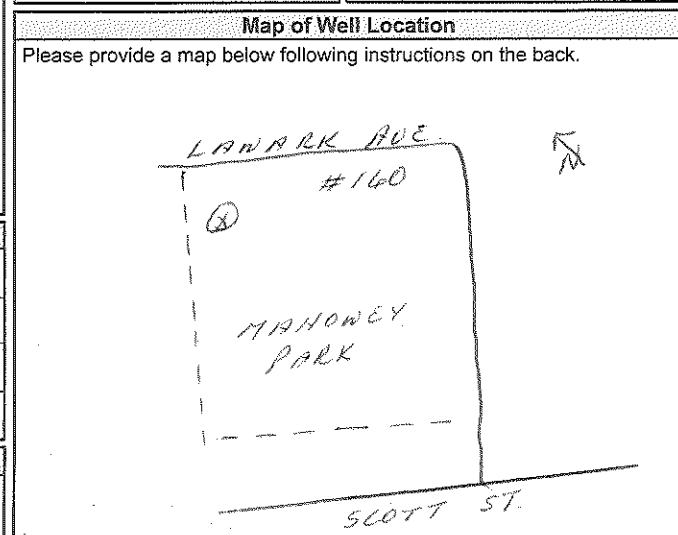 Map of Well Location
Please provide a map below following instructions on the back.
LANARK AVE.
#160
N
X
MAHONEY
PARK
SCOTT ST.